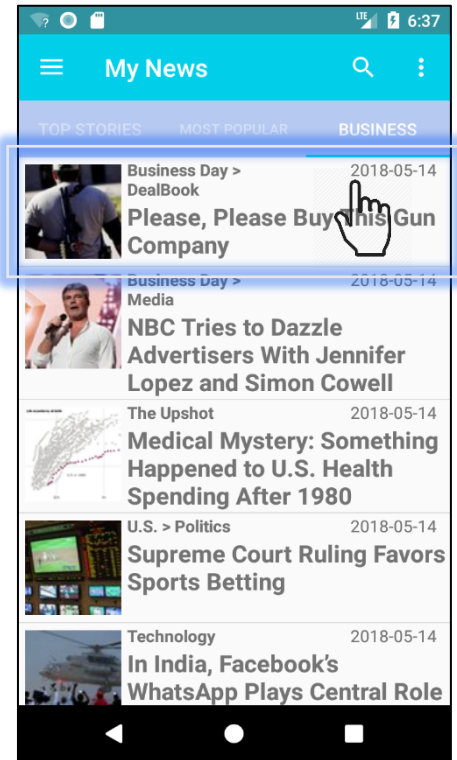 LTE 6:37
My News
TOP STORIES MOST POPULAR BUSINESS
Business Day > 2018-05-14
DealBook
Please, Please Buy This Gun
Company
Business Day > 2018-05-14
Media
NBC Tries to Dazzle
Advertisers With Jennifer
Lopez and Simon Cowell
The Upshot 2018-05-14
Medical Mystery: Something
Happened to U.S. Health
Spending After 1980
U.S. > Politics 2018-05-14
Supreme Court Ruling Favors
Sports Betting
Technology 2018-05-14
In India, Facebook’s
WhatsApp Plays Central Role